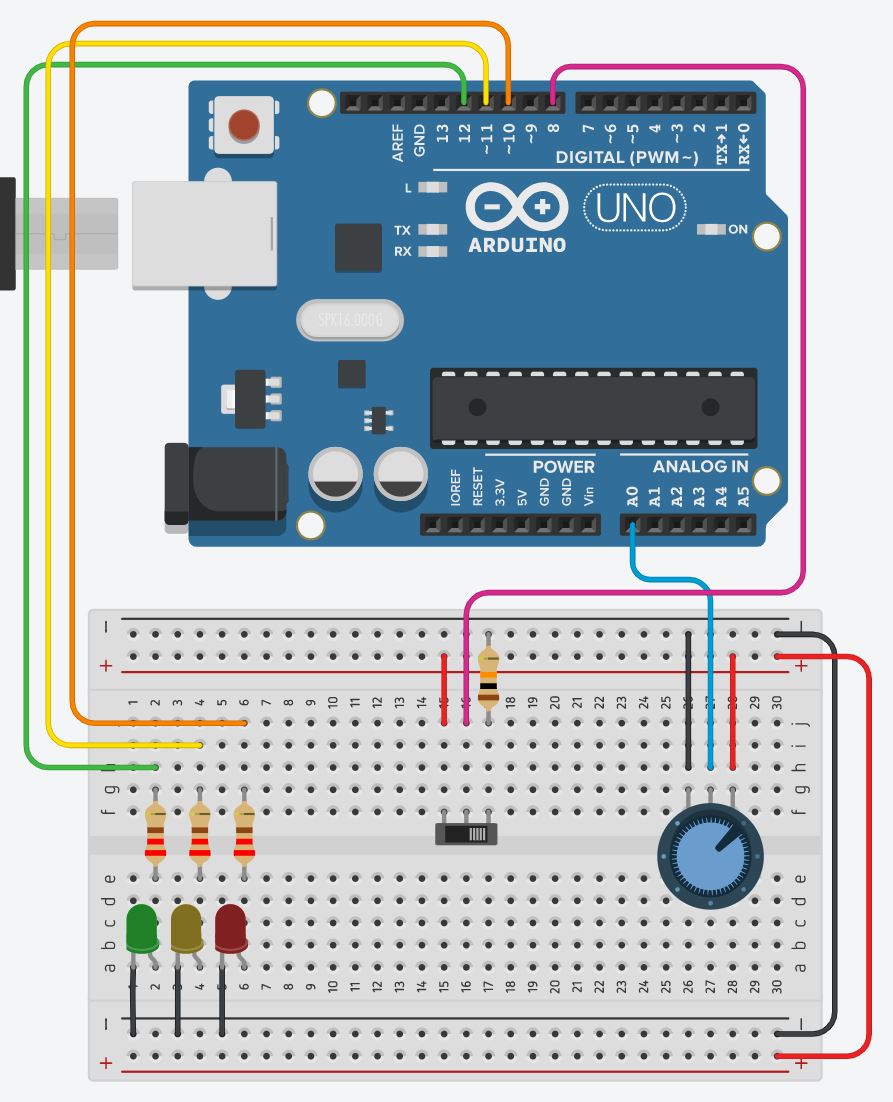 AREF
GND
13
12
~11
~10
~9
8
7
~6
~5
4
~3
2
TX→1
RX←0
DIGITAL (PWM~)
L
TX
RX
ARDUINO
UNO
ON
SPK16.000G
POWER
ANALOG IN
IOREF
RESET
3.3V
5V
GND
GND
Vin
A0
A1
A2
A3
A4
A5
− −
+ +
1 2 3 4 5 6 7 8 9 10 11 12 13 14 15 16 17 18 19 20 21 22 23 24 25 26 27 28 29 30
j j
i i
h h
g g
f f
e e
d d
c c
b b
a a
1 2 3 4 5 6 7 8 9 10 11 12 13 14 15 16 17 18 19 20 21 22 23 24 25 26 27 28 29 30
− −
+ +